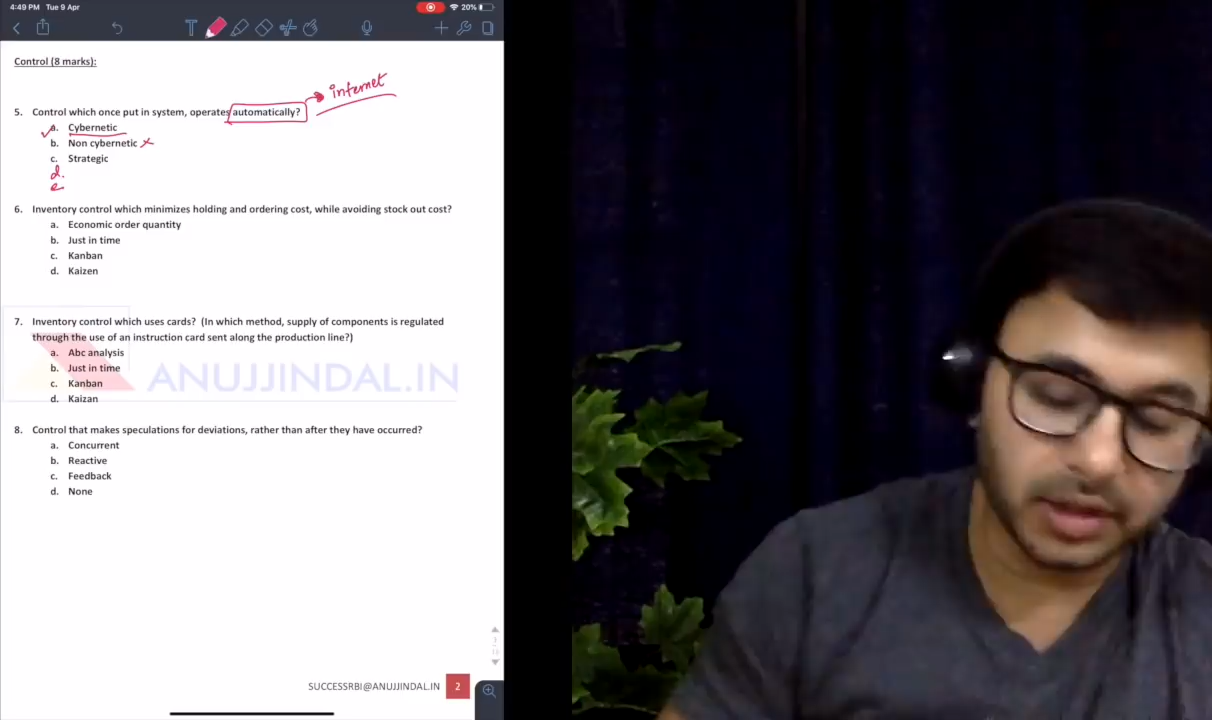 4:49 PM Tue 9 Apr
20%
T
Control (8 marks):
internet
5. Control which once put in system, operates automatically?
a. Cybernetic
b. Non cybernetic x
c. Strategic
d.
e
6. Inventory control which minimizes holding and ordering cost, while avoiding stock out cost?
a. Economic order quantity
b. Just in time
c. Kanban
d. Kaizen
7. Inventory control which uses cards? (In which method, supply of components is regulated
through the use of an instruction card sent along the production line?)
a. Abc analysis
b. Just in time
c. Kanban
d. Kaizan
ANUJJINDAL.IN
8. Control that makes speculations for deviations, rather than after they have occurred?
a. Concurrent
b. Reactive
c. Feedback
d. None
SUCCESSRBI@ANUJJINDAL.IN 2